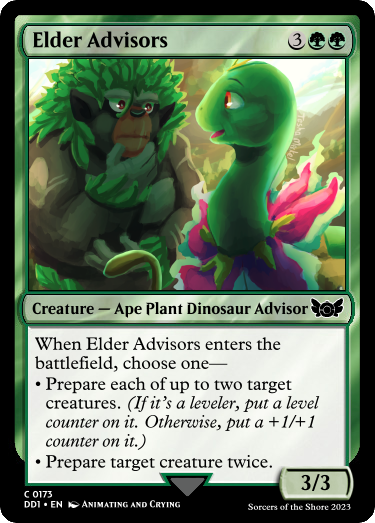 Elder Advisors 3
Creature — Ape Plant Dinosaur Advisor
When Elder Advisors enters the
battlefield, choose one—
• Prepare each of up to two target
creatures. (If it's a leveler, put a level
counter on it. Otherwise, put a +1/+1
counter on it.)
• Prepare target creature twice.
3/3
C 0173
DD1 • EN Animating and Crying
Sorcers of the Shore 2023